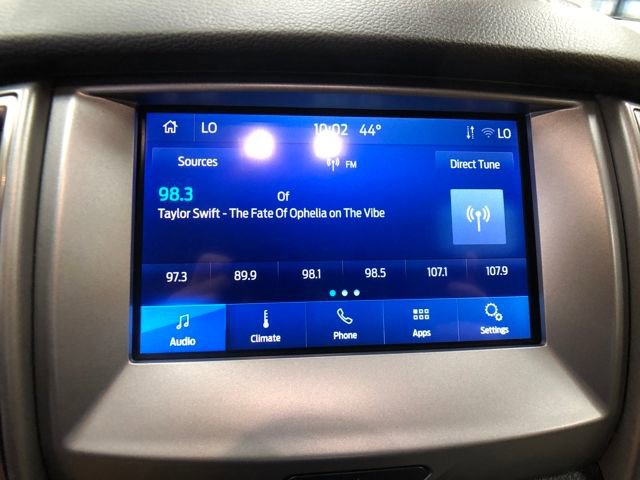 LO 10:02 44° LO
Sources FM Direct Tune
98.3 Of
Taylor Swift - The Fate Of Ophelia on The Vibe
97.3 89.9 98.1 98.5 107.1 107.9
Audio Climate Phone Apps Settings